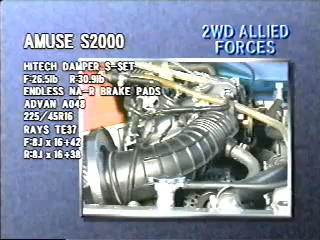 AMUSE S2000
2WD ALLIED
FORCES
HITECH DAMPER S-SET
F:26.5lb R:30.9lb
ENDLESS NA-R BRAKE PADS
ADVAN A048
225/45R16
RAYS TE37
F:8J x 16 +42
R:8J x 16 +38